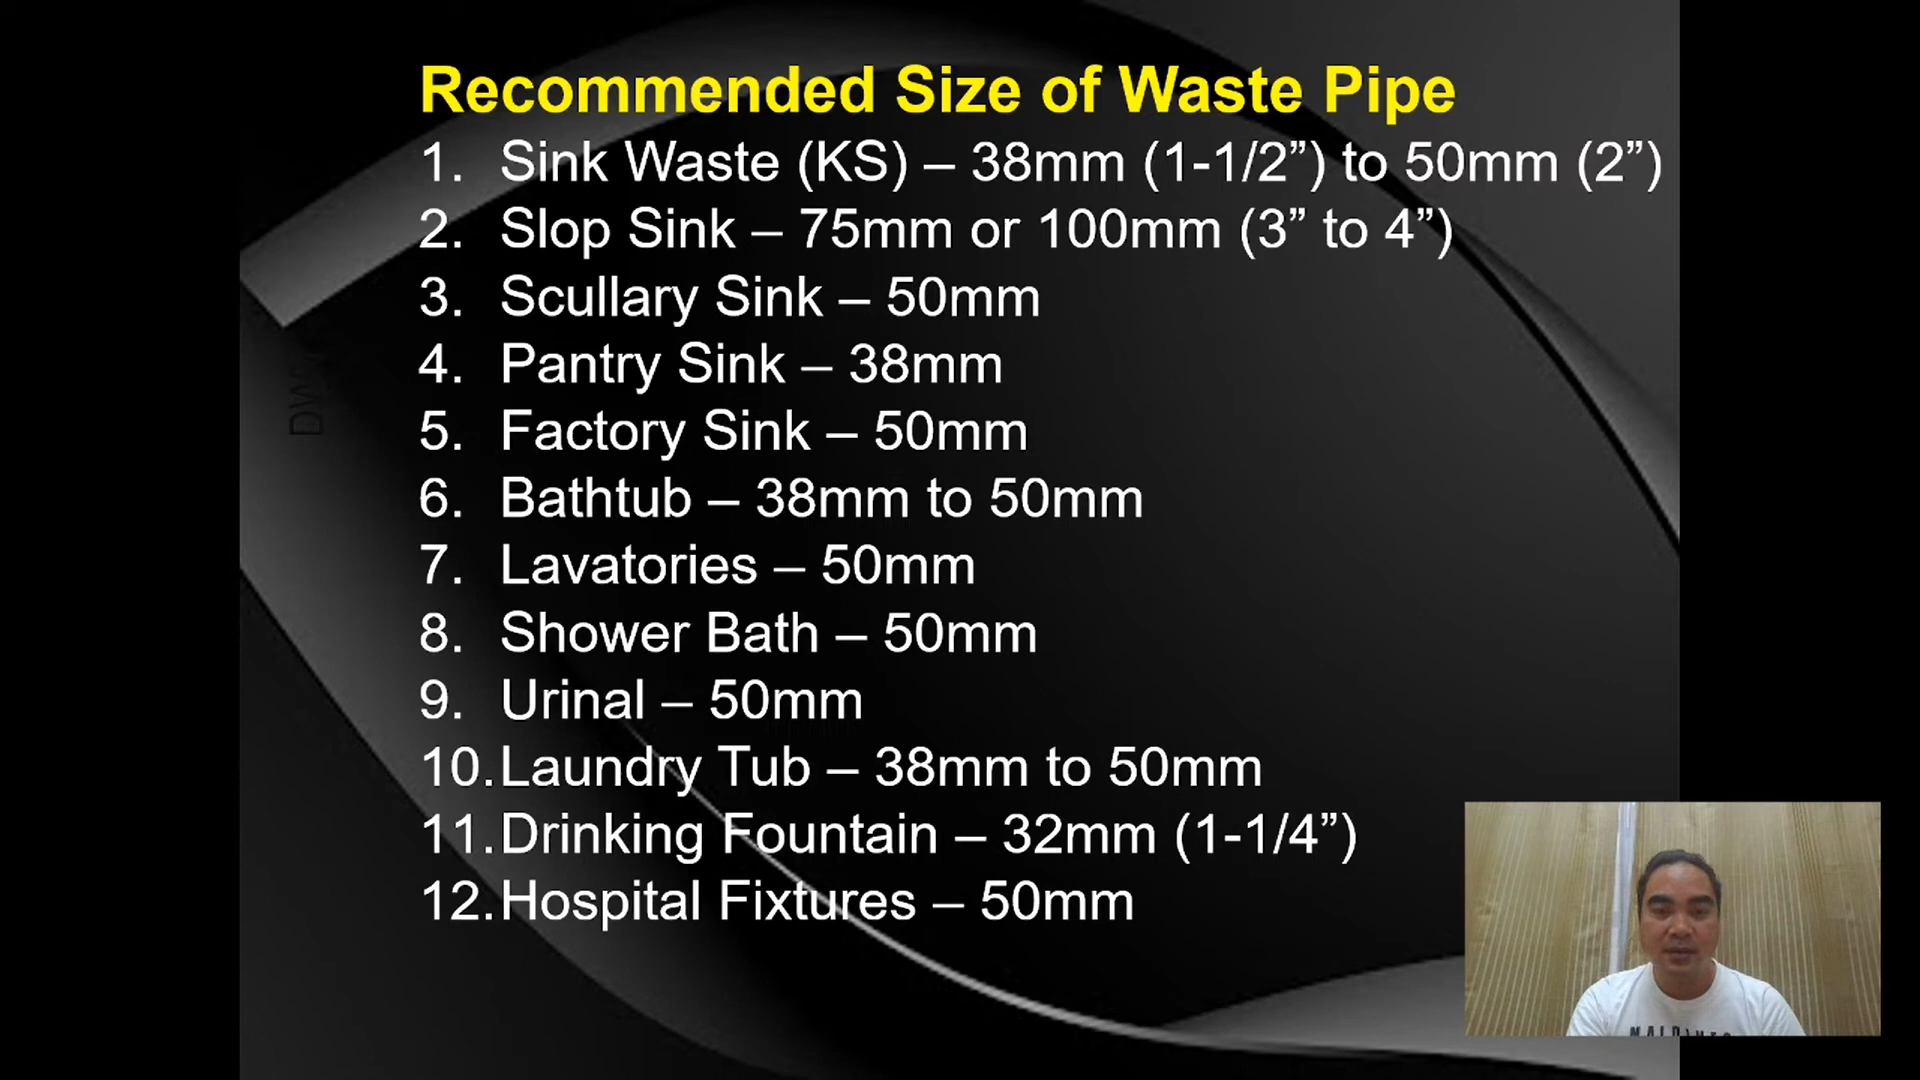 Recommended Size of Waste Pipe
1. Sink Waste (KS) – 38mm (1-1/2”) to 50mm (2”)
2. Slop Sink – 75mm or 100mm (3” to 4”)
3. Scullary Sink – 50mm
4. Pantry Sink – 38mm
5. Factory Sink – 50mm
6. Bathtub – 38mm to 50mm
7. Lavatories – 50mm
8. Shower Bath – 50mm
9. Urinal – 50mm
10. Laundry Tub – 38mm to 50mm
11. Drinking Fountain – 32mm (1-1/4”)
12. Hospital Fixtures – 50mm